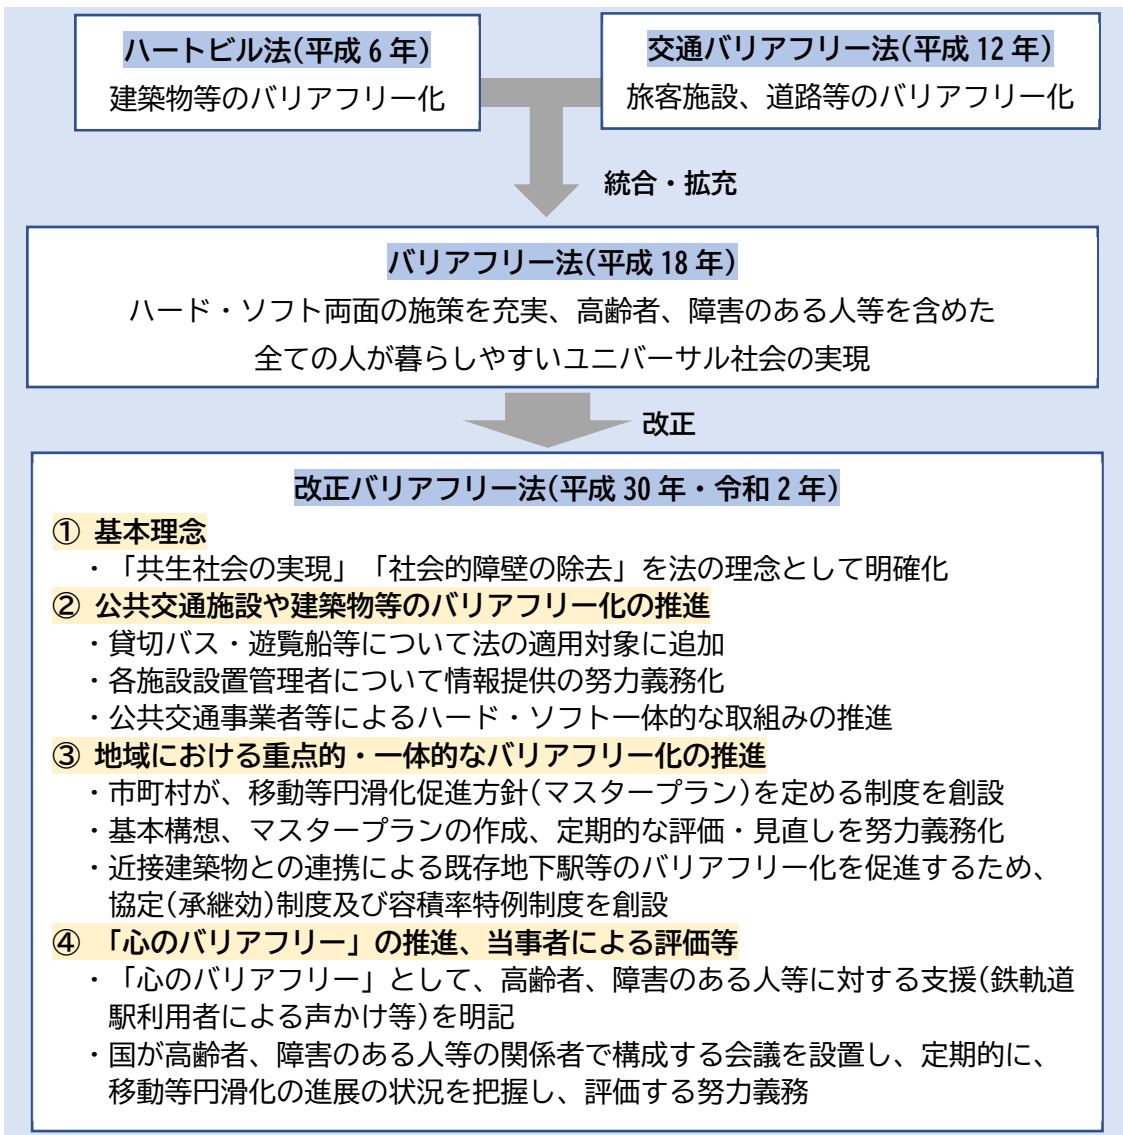 ハートビル法(平成 6 年)
建築物等のバリアフリー化
交通バリアフリー法(平成 12 年)
旅客施設、道路等のバリアフリー化
統合・拡充
バリアフリー法(平成 18 年)
ハード・ソフト両面の施策を充実、高齢者、障害のある人等を含めた
全ての人が暮らしやすいユニバーサル社会の実現
改正
改正バリアフリー法(平成 30 年・令和 2 年)
① 基本理念
・「共生社会の実現」「社会的障壁の除去」を法の理念として明確化
② 公共交通施設や建築物等のバリアフリー化の推進
・貸切バス・遊覧船等について法の適用対象に追加
・各施設設置管理者について情報提供の努力義務化
・公共交通事業者等によるハード・ソフト一体的な取組みの推進
③ 地域における重点的・一体的なバリアフリー化の推進
・市町村が、移動等円滑化促進方針(マスタープラン)を定める制度を創設
・基本構想、マスタープランの作成、定期的な評価・見直しを努力義務化
・近接建築物との連携による既存地下駅等のバリアフリー化を促進するため、
協定(承継効)制度及び容積率特例制度を創設
④ 「心のバリアフリー」の推進、当事者による評価等
・「心のバリアフリー」として、高齢者、障害のある人等に対する支援(鉄軌道
駅利用者による声かけ等)を明記
・国が高齢者、障害のある人等の関係者で構成する会議を設置し、定期的に、
移動等円滑化の進展の状況を把握し、評価する努力義務